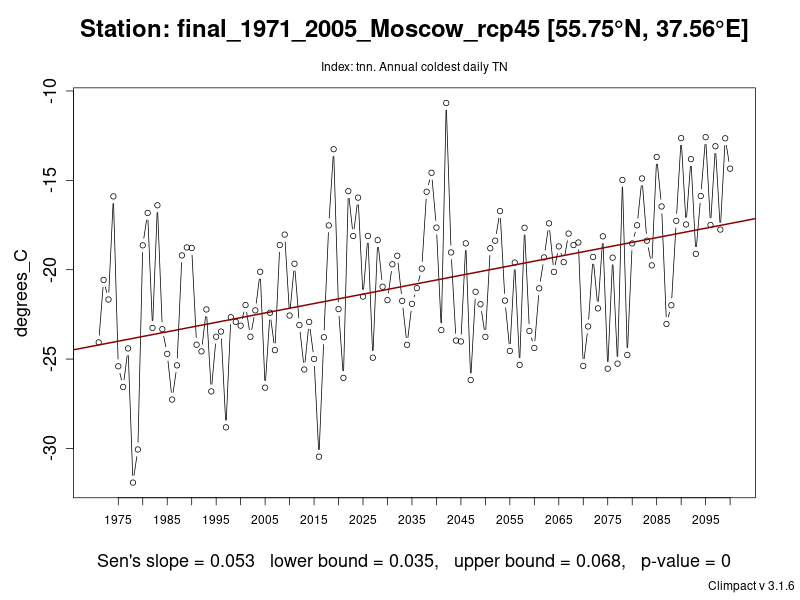 Station: final_1971_2005_Moscow_rcp45 [55.75°N, 37.56°E]
Index: tnn. Annual coldest daily TN
degrees_C
-10
-15
-20
-25
-30
1975 1985 1995 2005 2015 2025 2035 2045 2055 2065 2075 2085 2095
Sen's slope = 0.053 lower bound = 0.035, upper bound = 0.068, p-value = 0
Climpact v 3.1.6